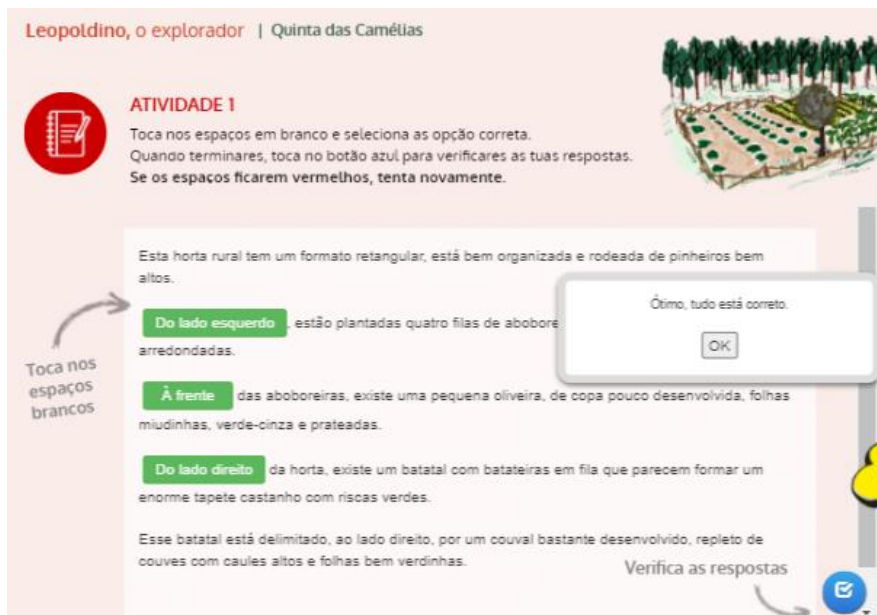 Leopoldino, o explorador | Quinta das Camélias
ATIVIDADE 1
Toca nos espaços em branco e seleciona as opção correta.
Quando terminares, toca no botão azul para verificares as tuas respostas.
Se os espaços ficarem vermelhos, tenta novamente.
Esta horta rural tem um formato retangular, está bem organizada e rodeada de pinheiros bem
altos.
Ótimo, tudo está correto.
OK
Do lado esquerdo , estão plantadas quatro filas de
arredondadas.
Toca nos
espaços
brancos
À frente das aboboreiras, existe uma pequena oliveira, de copa pouco desenvolvida, folhas
miudinhas, verde-cinza e prateadas.
Do lado direito da horta, existe um batatal com batateiras em fila que parecem formar um
enorme tapete castanho com riscas verdes.
Esse batatal está delimitado, ao lado direito, por um couval bastante desenvolvido, repleto de
couves com caules altos e folhas bem verdinhas.
Verifica as respostas